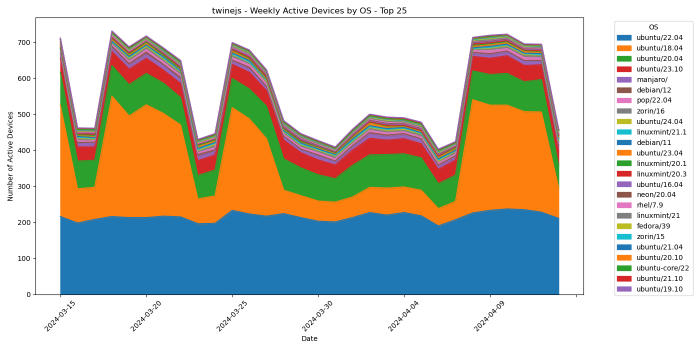 twinejs - Weekly Active Devices by OS - Top 25
Number of Active Devices
700
600
500
400
300
200
100
0
2024-03-15
2024-03-20
2024-03-25
2024-03-30
2024-04-04
2024-04-09
Date
OS
ubuntu/22.04
ubuntu/18.04
ubuntu/20.04
ubuntu/23.10
manjaro/
debian/12
pop/22.04
zorin/16
ubuntu/24.04
linuxmint/21.1
debian/11
ubuntu/23.04
linuxmint/20.1
linuxmint/20.3
ubuntu/16.04
neon/20.04
rhel/7.9
linuxmint/21
fedora/39
zorin/15
ubuntu/21.04
ubuntu/20.10
ubuntu-core/22
ubuntu/21.10
ubuntu/19.10